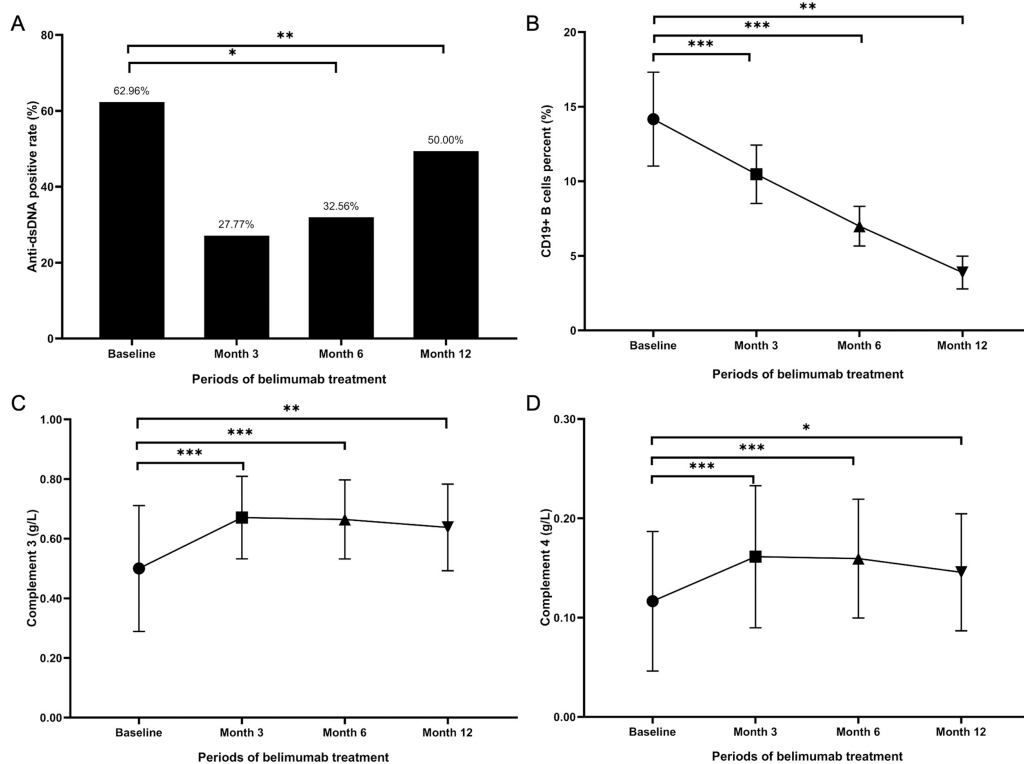 A
Anti-dsDNA positive rate (%)
80
60
40
20
0
**
*
62.96%
27.77%
32.56%
50.00%
Baseline
Month 3
Month 6
Month 12
Periods of belimumab treatment
B
CD19+ B cells percent (%)
20
15
10
5
0
**
***
***
Baseline
Month 3
Month 6
Month 12
Periods of belimumab treatment
C
Complement 3 (g/L)
1.00
0.80
0.60
0.40
0.20
0.00
**
***
***
Baseline
Month 3
Month 6
Month 12
Periods of belimumab treatment
D
Complement 4 (g/L)
0.30
0.20
0.10
0.00
*
***
***
Baseline
Month 3
Month 6
Month 12
Periods of belimumab treatment